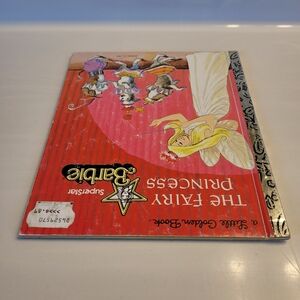 a Little Golden Book
THE FAIRY
PRINCESS
SuperStar
Barbie